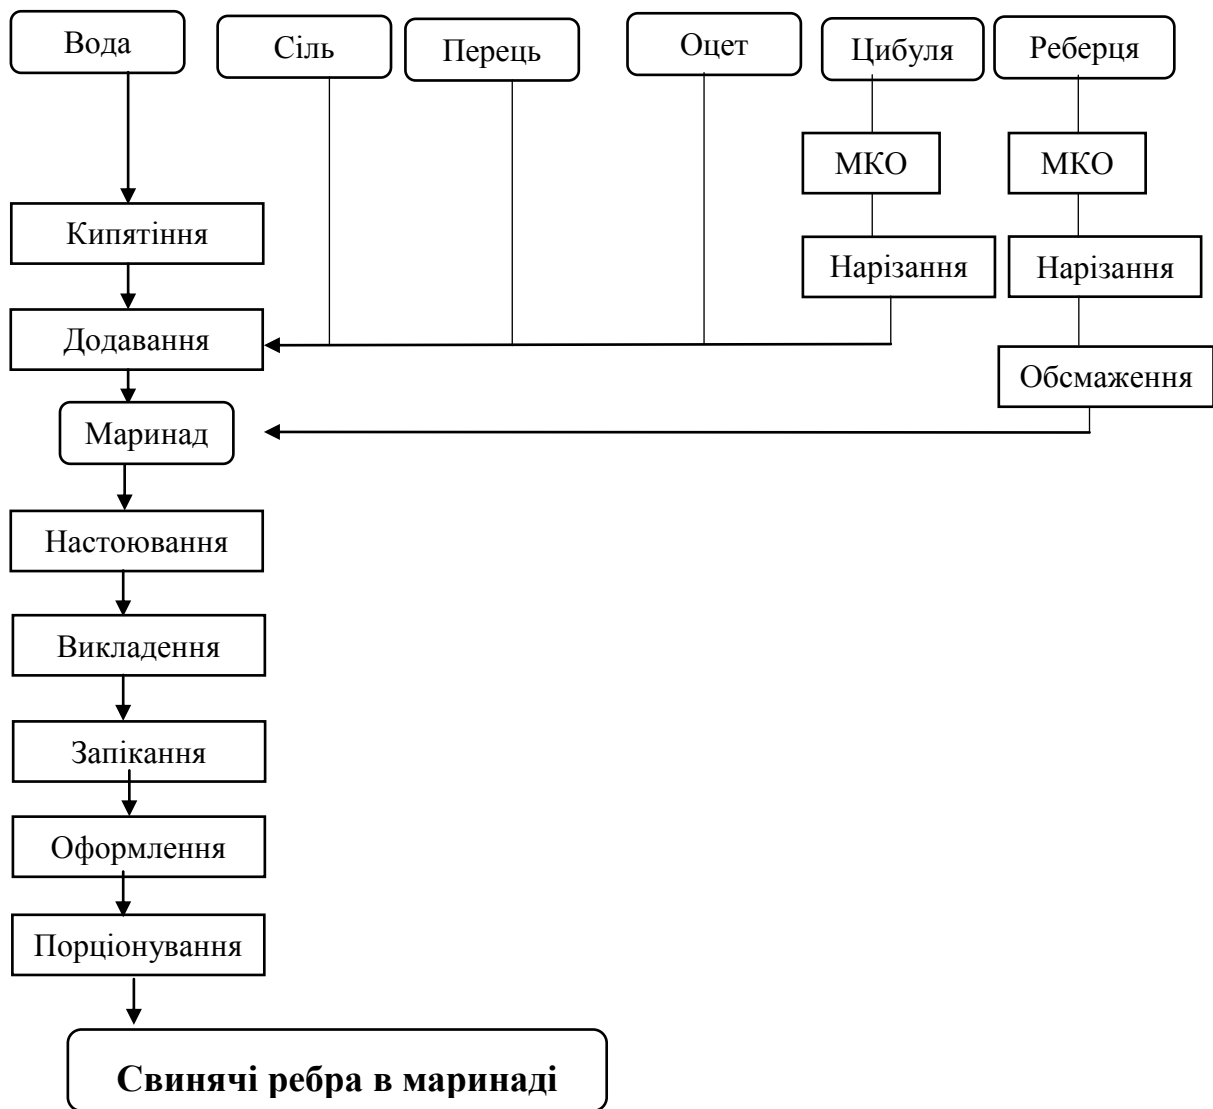 Вода
Сіль
Перець
Оцет
Цибуля
Реберця
МКО
МКО
Кипятіння
Нарізання
Нарізання
Додавання
Обсмаження
Маринад
Настоювання
Викладення
Запікання
Оформлення
Порціонування
Свинячі ребра в маринаді